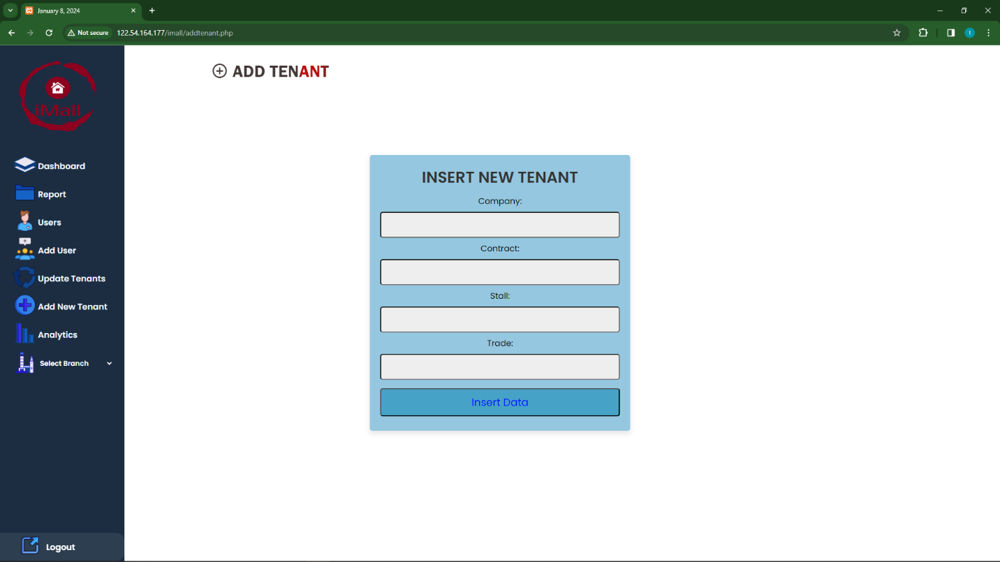 January 8, 2024
Not secure
122.54.164.177/imall/addtenant.php
t
IMall
Dashboard
Report
Users
Add User
Update Tenants
Add New Tenant
Analytics
Select Branch
Logout
ADD TENANT
INSERT NEW TENANT
Company:
Contract:
Stall:
Trade:
Insert Data